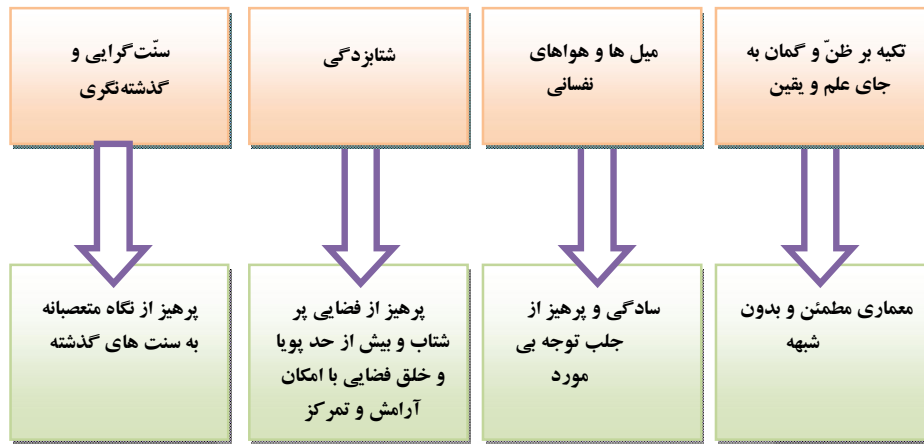 تکیه بر ظنّ و گمان به
جای علم و یقین
میل ها و هواهای
نفسانی
شتابزدگی
سنّت‌گرایی و
گذشته‌نگری
معماری مطمئن و بدون
شبهه
سادگی و پرهیز از
جلب توجه بی
مورد
پرهیز از فضایی پر
شتاب و بیش از حد پویا
و خلق فضایی با امکان
آرامش و تمرکز
پرهیز از نگاه متعصبانه
به سنت های گذشته